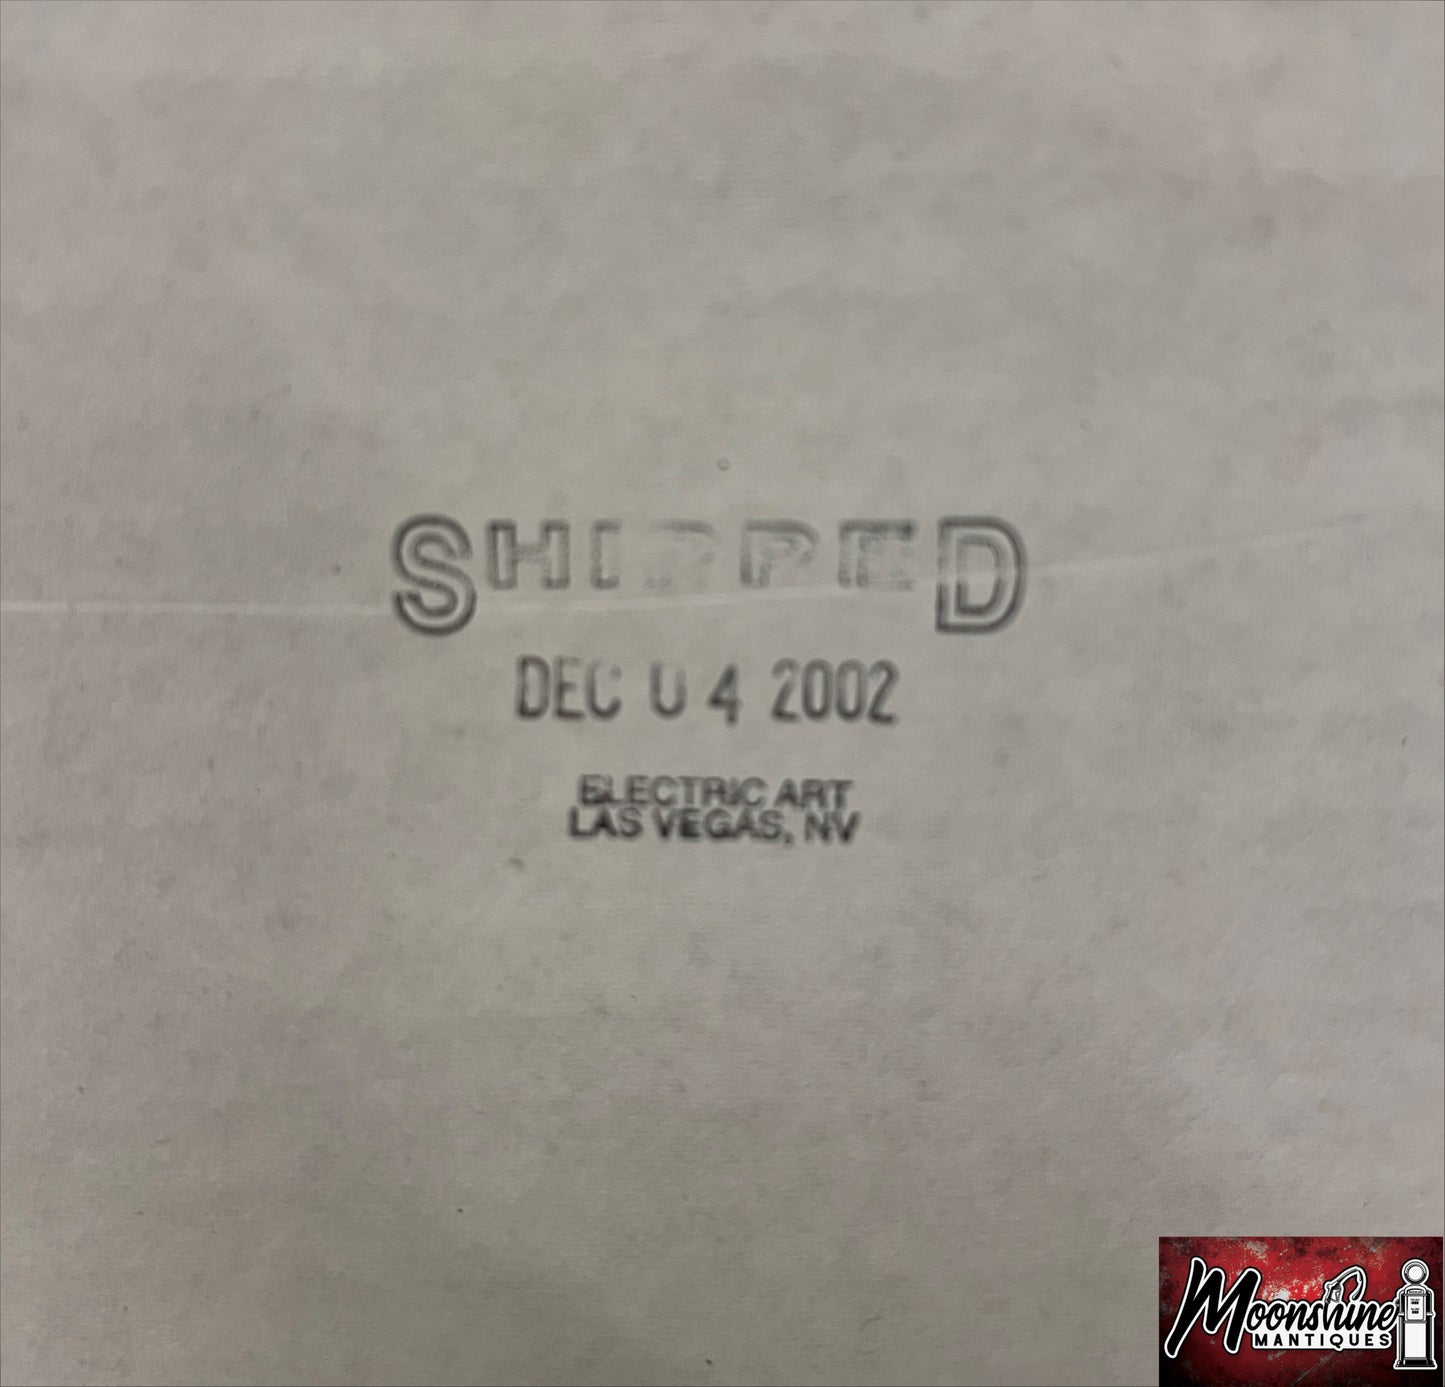 SHIPPED
DEC 04 2002
ELECTRIC ART
LAS VEGAS, NV
Moonshine
MANTIQUES